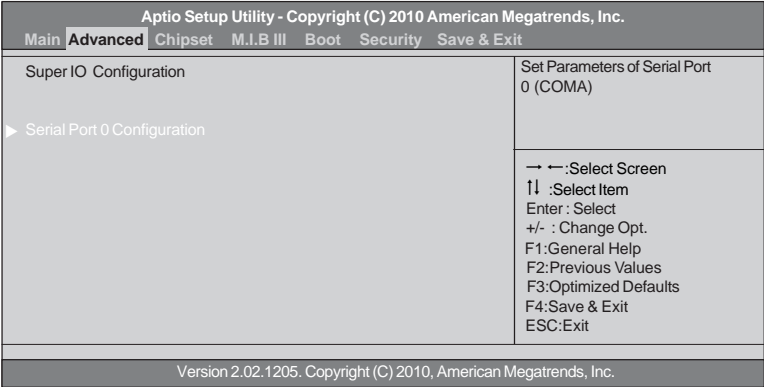 Aptio Setup Utility - Copyright (C) 2010 American Megatrends, Inc.
Main Advanced Chipset M.I.B III Boot Security Save & Exit
Super IO Configuration
Serial Port 0 Configuration
Set Parameters of Serial Port
0 (COMA)
→ ←:Select Screen
↑↓ :Select Item
Enter : Select
+/- : Change Opt.
F1:General Help
F2:Previous Values
F3:Optimized Defaults
F4:Save & Exit
ESC:Exit
Version 2.02.1205. Copyright (C) 2010, American Megatrends, Inc.